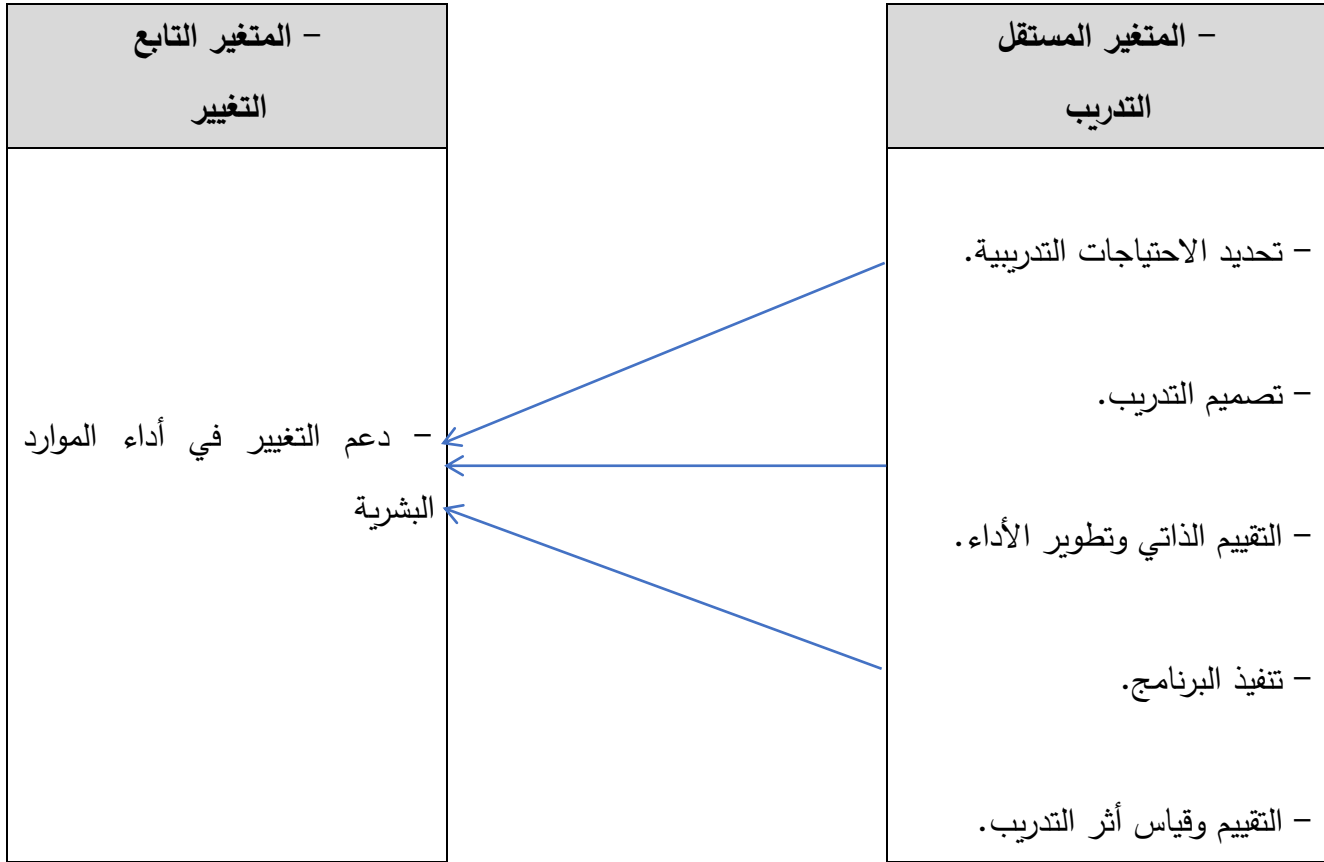 - المتغير المستقل
التدريب
- تحديد الاحتياجات التدريبية.
- تصميم التدريب.
- التقييم الذاتي وتطوير الأداء.
- تنفيذ البرنامج.
- التقييم وقياس أثر التدريب.
- المتغير التابع
التغيير
- دعم التغيير في أداء الموارد
البشرية